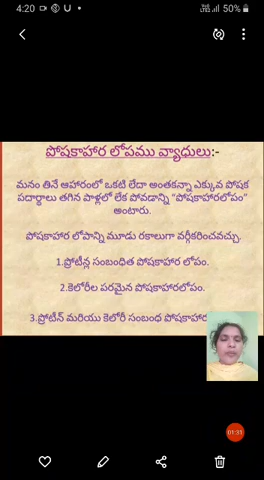 4:20
50%
పోషకాహార లోపము వ్యాధులు:-
మనం తినే ఆహారంలో ఒకటి లేదా అంతకన్నా ఎక్కువ పోషక
పదార్థాలు తగిన పాళ్లలో లేక పోవడాన్ని "పోషకాహారలోపం"
అంటారు.
పోషకాహార లోపాన్ని మూడు రకాలుగా వర్గీకరించవచ్చు.
1.ప్రోటీన్ల సంబంధిత పోషకాహార లోపం.
2.కెలోరీల పరమైన పోషకాహారలోపం.
3.ప్రోటీన్ మరియు కెలోరీ సంబంధ
01:31